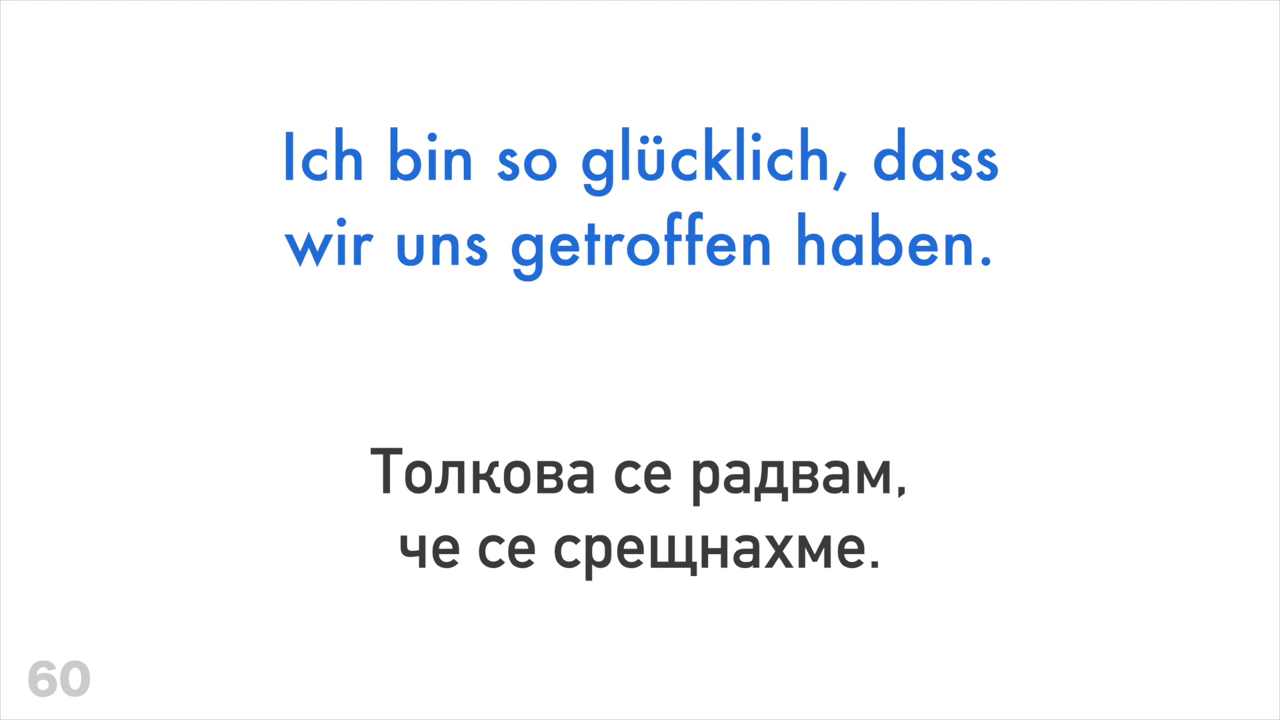 Ich bin so glücklich, dass
wir uns getroffen haben.
Толкова се радвам,
че се срещнахме.
60